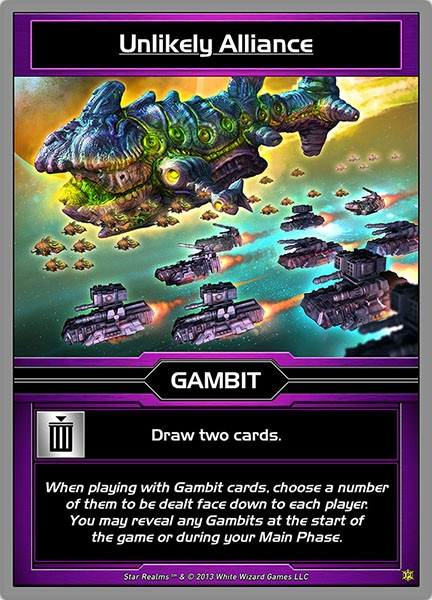 Unlikely Alliance
GAMBIT
Draw two cards.
When playing with Gambit cards, choose a number
of them to be dealt face down to each player.
You may reveal any Gambits at the start of
the game or during your Main Phase.
Star Realms™ & © 2013 White Wizard Games LLC